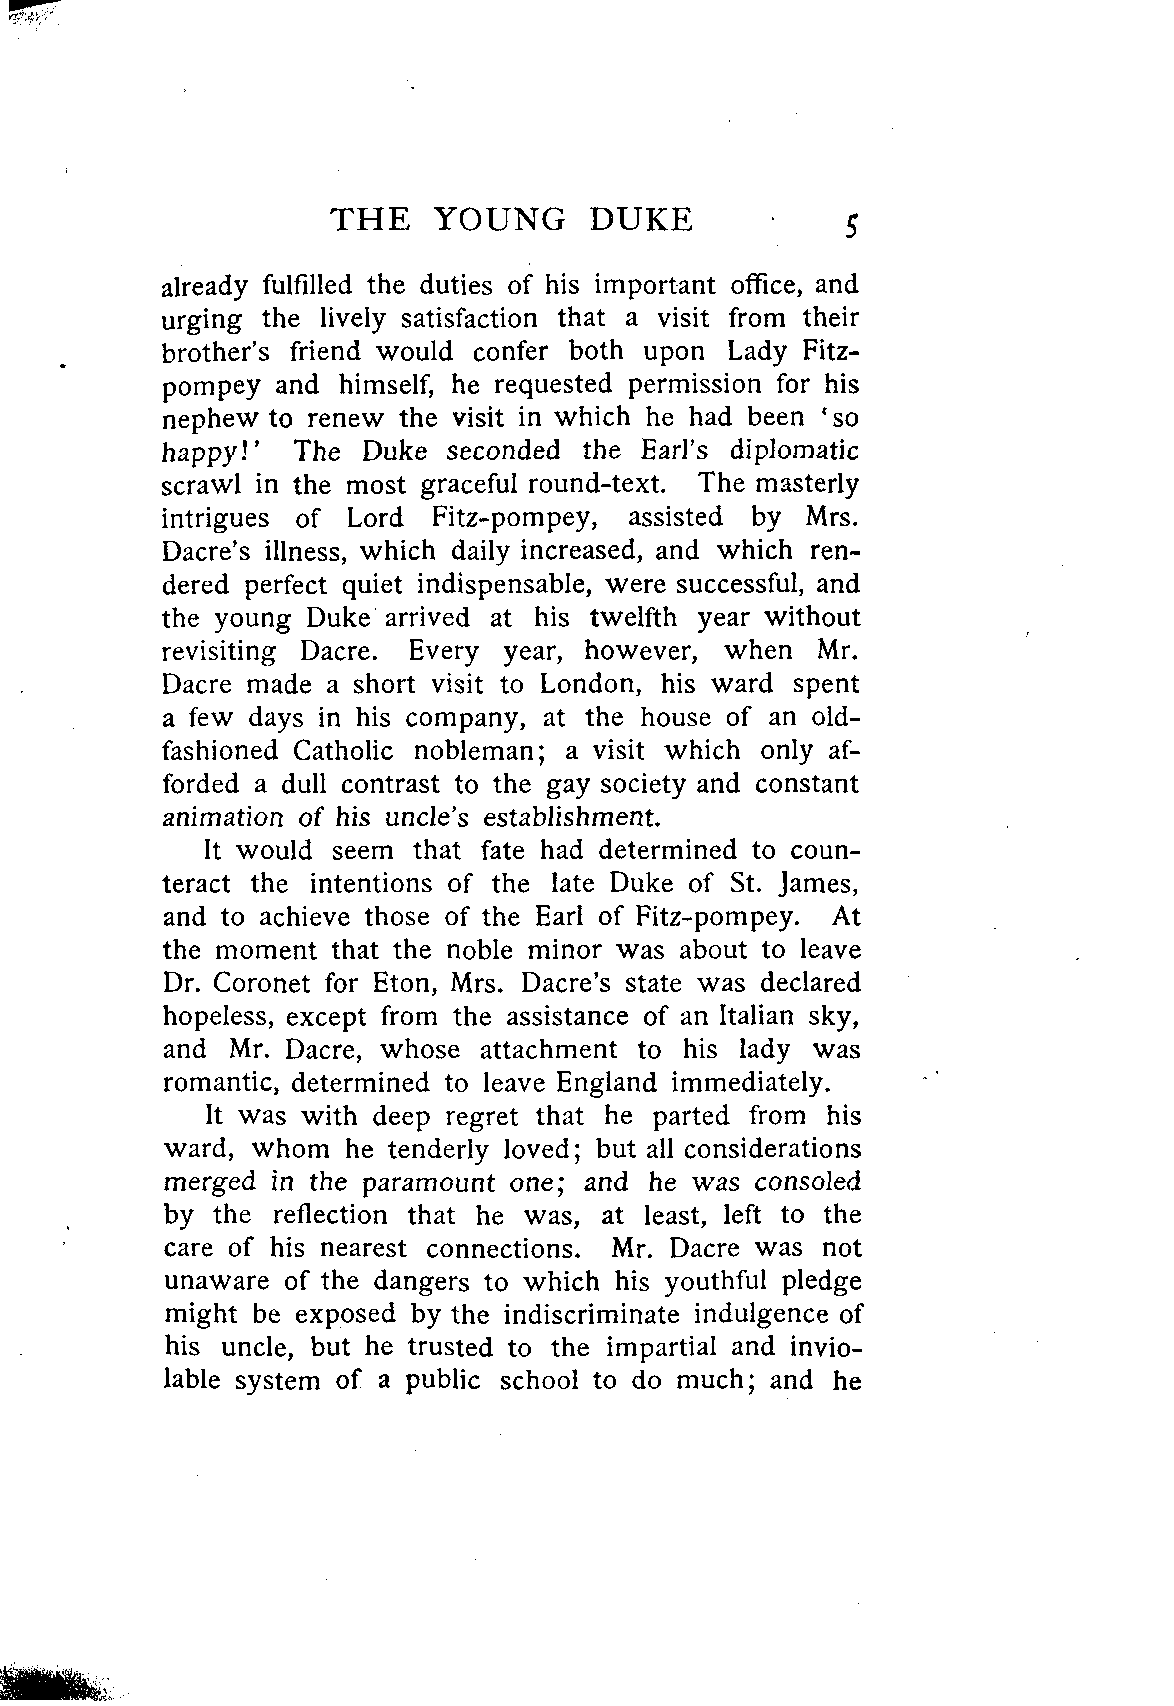 THE YOUNG DUKE 5
already fulfilled the duties of his important office, and
urging the lively satisfaction that a visit from their
brother's friend would confer both upon Lady Fitz-
pompey and himself, he requested permission for his
nephew to renew the visit in which he had been 'so
happy!' The Duke seconded the Earl's diplomatic
scrawl in the most graceful round-text. The masterly
intrigues of Lord Fitz-pompey, assisted by Mrs.
Dacre's illness, which daily increased, and which ren-
dered perfect quiet indispensable, were successful, and
the young Duke arrived at his twelfth year without
revisiting Dacre. Every year, however, when Mr.
Dacre made a short visit to London, his ward spent
a few days in his company, at the house of an old-
fashioned Catholic nobleman; a visit which only af-
forded a dull contrast to the gay society and constant
animation of his uncle's establishment.
It would seem that fate had determined to coun-
teract the intentions of the late Duke of St. James,
and to achieve those of the Earl of Fitz-pompey. At
the moment that the noble minor was about to leave
Dr. Coronet for Eton, Mrs. Dacre's state was declared
hopeless, except from the assistance of an Italian sky,
and Mr. Dacre, whose attachment to his lady was
romantic, determined to leave England immediately.
It was with deep regret that he parted from his
ward, whom he tenderly loved; but all considerations
merged in the paramount one; and he was consoled
by the reflection that he was, at least, left to the
care of his nearest connections. Mr. Dacre was not
unaware of the dangers to which his youthful pledge
might be exposed by the indiscriminate indulgence of
his uncle, but he trusted to the impartial and invio-
lable system of a public school to do much; and he